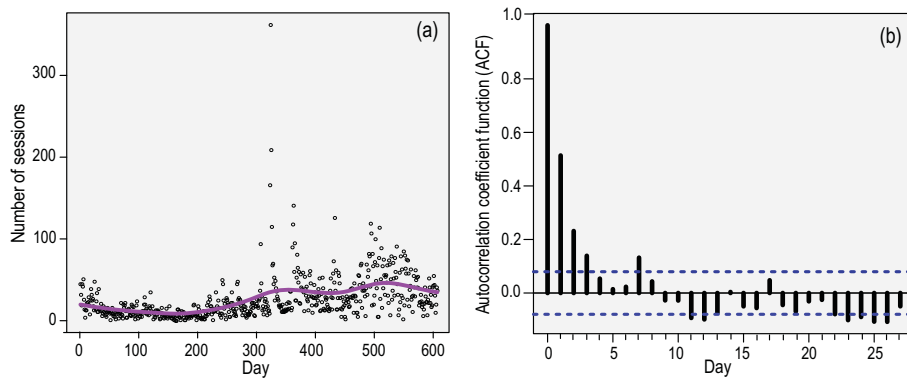 (a)
Number of sessions
300
200
100
0
0 100 200 300 400 500 600
Day
(b)
Autocorrelation coefficient function (ACF)
1.0
0.8
0.6
0.4
0.2
0.0
0 5 10 15 20 25
Day